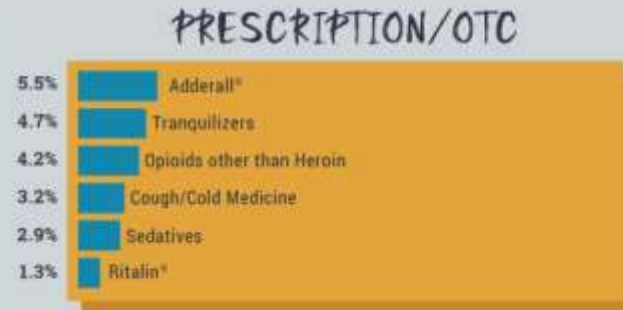 PRESCRIPTION/OTC
5.5% Adderall®
4.7% Tranquilizers
4.2% Opioids other than Heroin
3.2% Cough/Cold Medicine
2.9% Sedatives
1.3% Ritalin®